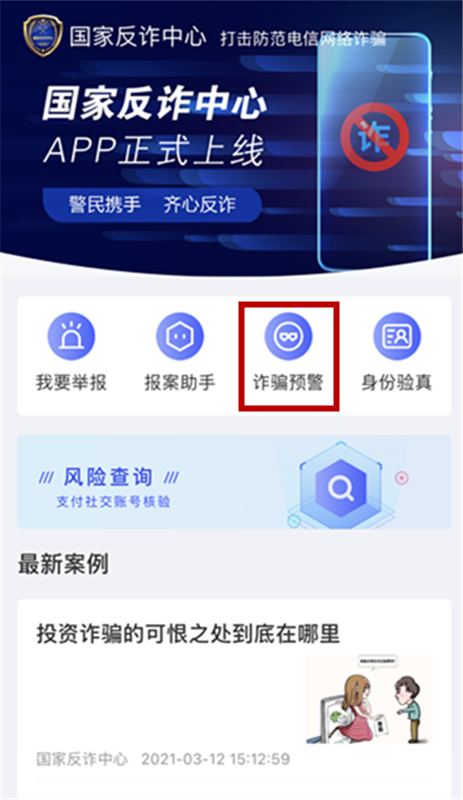 国家反诈中心 打击防范电信网络诈骗
国家反诈中心
APP正式上线
诈
警民携手 齐心反诈
我要举报 报案助手 诈骗预警 身份验真
/// 风险查询 ///
支付社交账号核验
最新案例
投资诈骗的可恨之处到底在哪里
国家反诈中心 2021-03-12 15:12:59